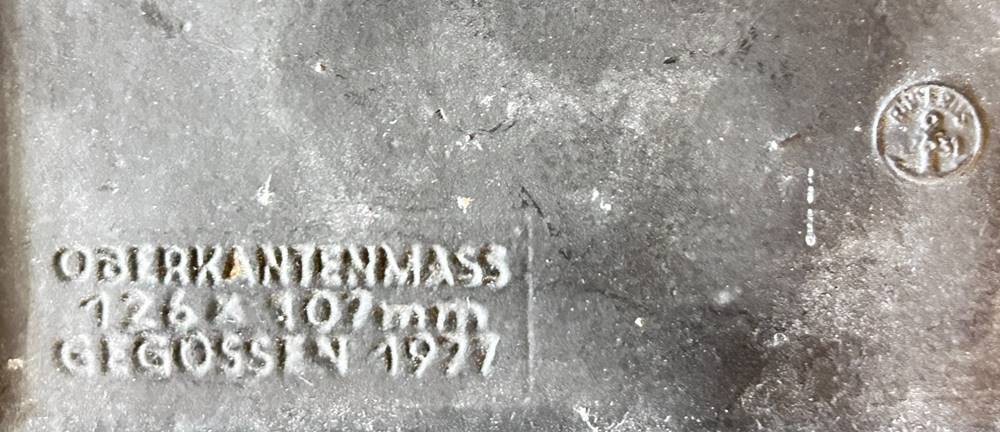 OBERKANTENMASS
126 x 107mm
GEGOSSEN 1977